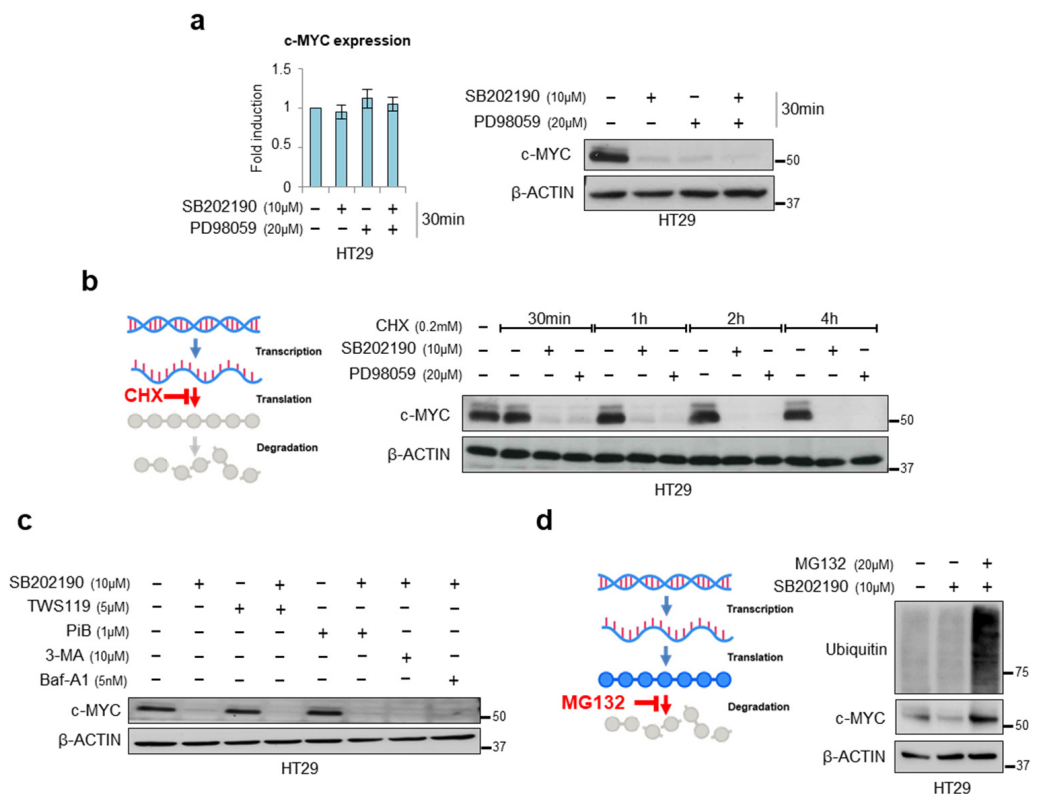 a
c-MYC expression
Fold induction
1.5
1
0.5
0
SB202190 (10µM) – + – +
PD98059 (20µM) – – + +
30min
HT29
SB202190 (10µM) – + – +
PD98059 (20µM) – – + +
30min
c-MYC
50
β-ACTIN
37
HT29
b
Transcription
CHX
Translation
Degradation
CHX (0.2mM) – 30min 1h 2h 4h
SB202190 (10µM) – – + – – + – – + – – + –
PD98059 (20µM) – – – + – – + – – + – – +
c-MYC
50
β-ACTIN
37
HT29
c
SB202190 (10µM) – + – + – + + +
TWS119 (5µM) – – + + – – – –
PiB (1µM) – – – – + + – –
3-MA (10µM) – – – – – – + –
Baf-A1 (5nM) – – – – – – – +
c-MYC
50
β-ACTIN
37
HT29
d
Transcription
Translation
MG132
Degradation
MG132 (20µM) – – +
SB202190 (10µM) – + +
Ubiquitin
75
c-MYC
50
β-ACTIN
37
HT29